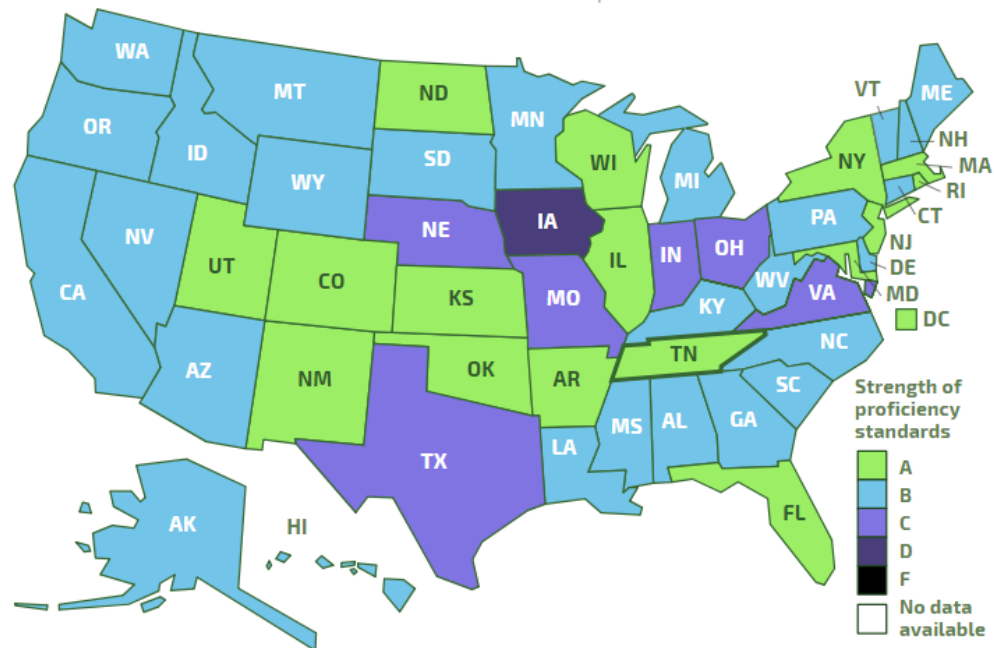 WA
MT
ND
MN
VT
ME
OR
ID
SD
WI
NY
NH
MA
WY
MI
RI
CT
NE
IA
PA
NV
UT
CO
KS
IL
IN
OH
NJ
DE
CA
MO
WV
VA
MD
KY
DC
AZ
NM
OK
AR
TN
NC
SC
MS
AL
GA
LA
TX
FL
AK
HI
Strength of
proficiency
standards
A
B
C
D
F
No data
available